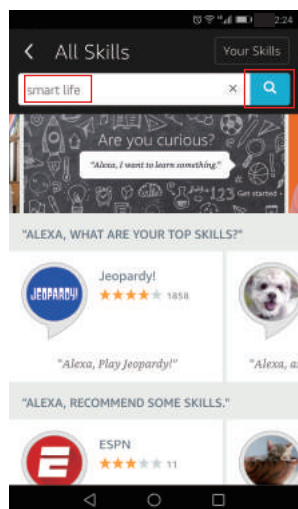 2:24
All Skills
Your Skills
smart life
Are you curious?
"Alexa, I want to learn something."
123 Get started
"ALEXA, WHAT ARE YOUR TOP SKILLS?"
JEOPARDY!
Jeopardy!
1858
"Alexa, Play Jeopardy!"
"Alexa, a
"ALEXA, RECOMMEND SOME SKILLS."
ESPN
11